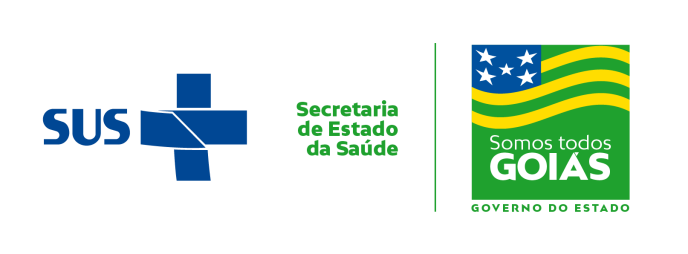 SUS
Secretaria
de Estado
da Saúde
Somos todos
GOIÁS
GOVERNO DO ESTADO